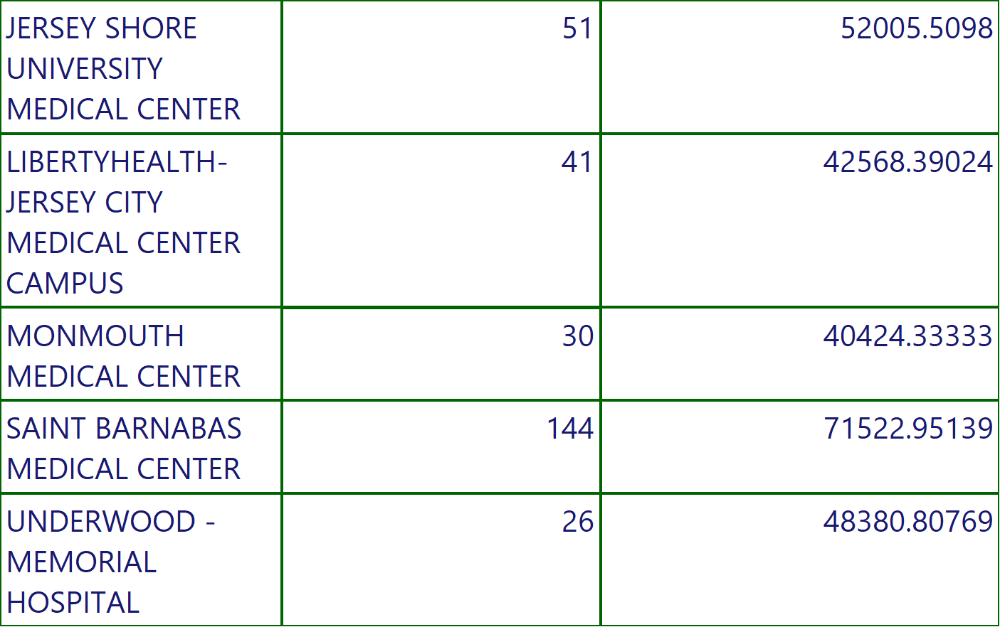 JERSEY SHORE 51 52005.5098
UNIVERSITY
MEDICAL CENTER
LIBERTYHEALTH- 41 42568.39024
JERSEY CITY
MEDICAL CENTER
CAMPUS
MONMOUTH 30 40424.33333
MEDICAL CENTER
SAINT BARNABAS 144 71522.95139
MEDICAL CENTER
UNDERWOOD - 26 48380.80769
MEMORIAL
HOSPITAL